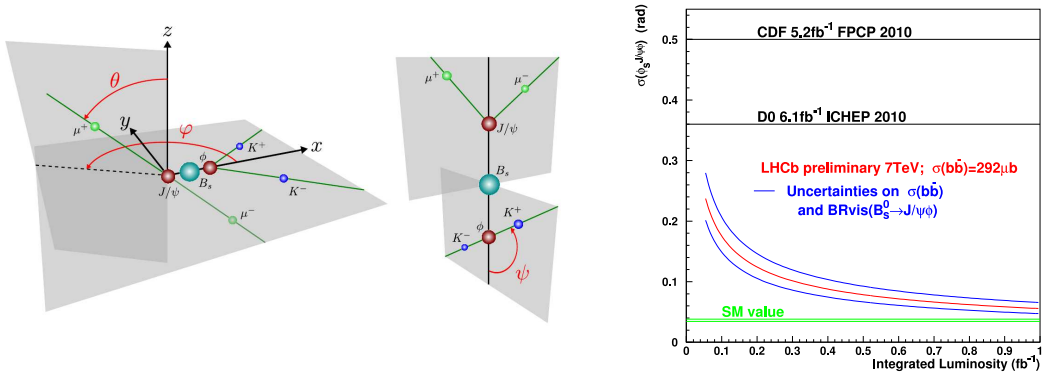 z
θ
μ+
y
φ
x
K+
ϕ
J/ψ
Bs
K−
μ−
μ+
μ−
J/ψ
Bs
K+
ϕ
K−
ψ
σ(ϕs J/ψϕ) (rad)
0.5
0.4
0.3
0.2
0.1
0
CDF 5.2fb-1 FPCP 2010
D0 6.1fb-1 ICHEP 2010
LHCb preliminary 7TeV; σ(bb̄)=292μb
Uncertainties on σ(bb̄)
and BRvis(Bs0→J/ψϕ)
SM value
0 0.1 0.2 0.3 0.4 0.5 0.6 0.7 0.8 0.9 1
Integrated Luminosity (fb-1)